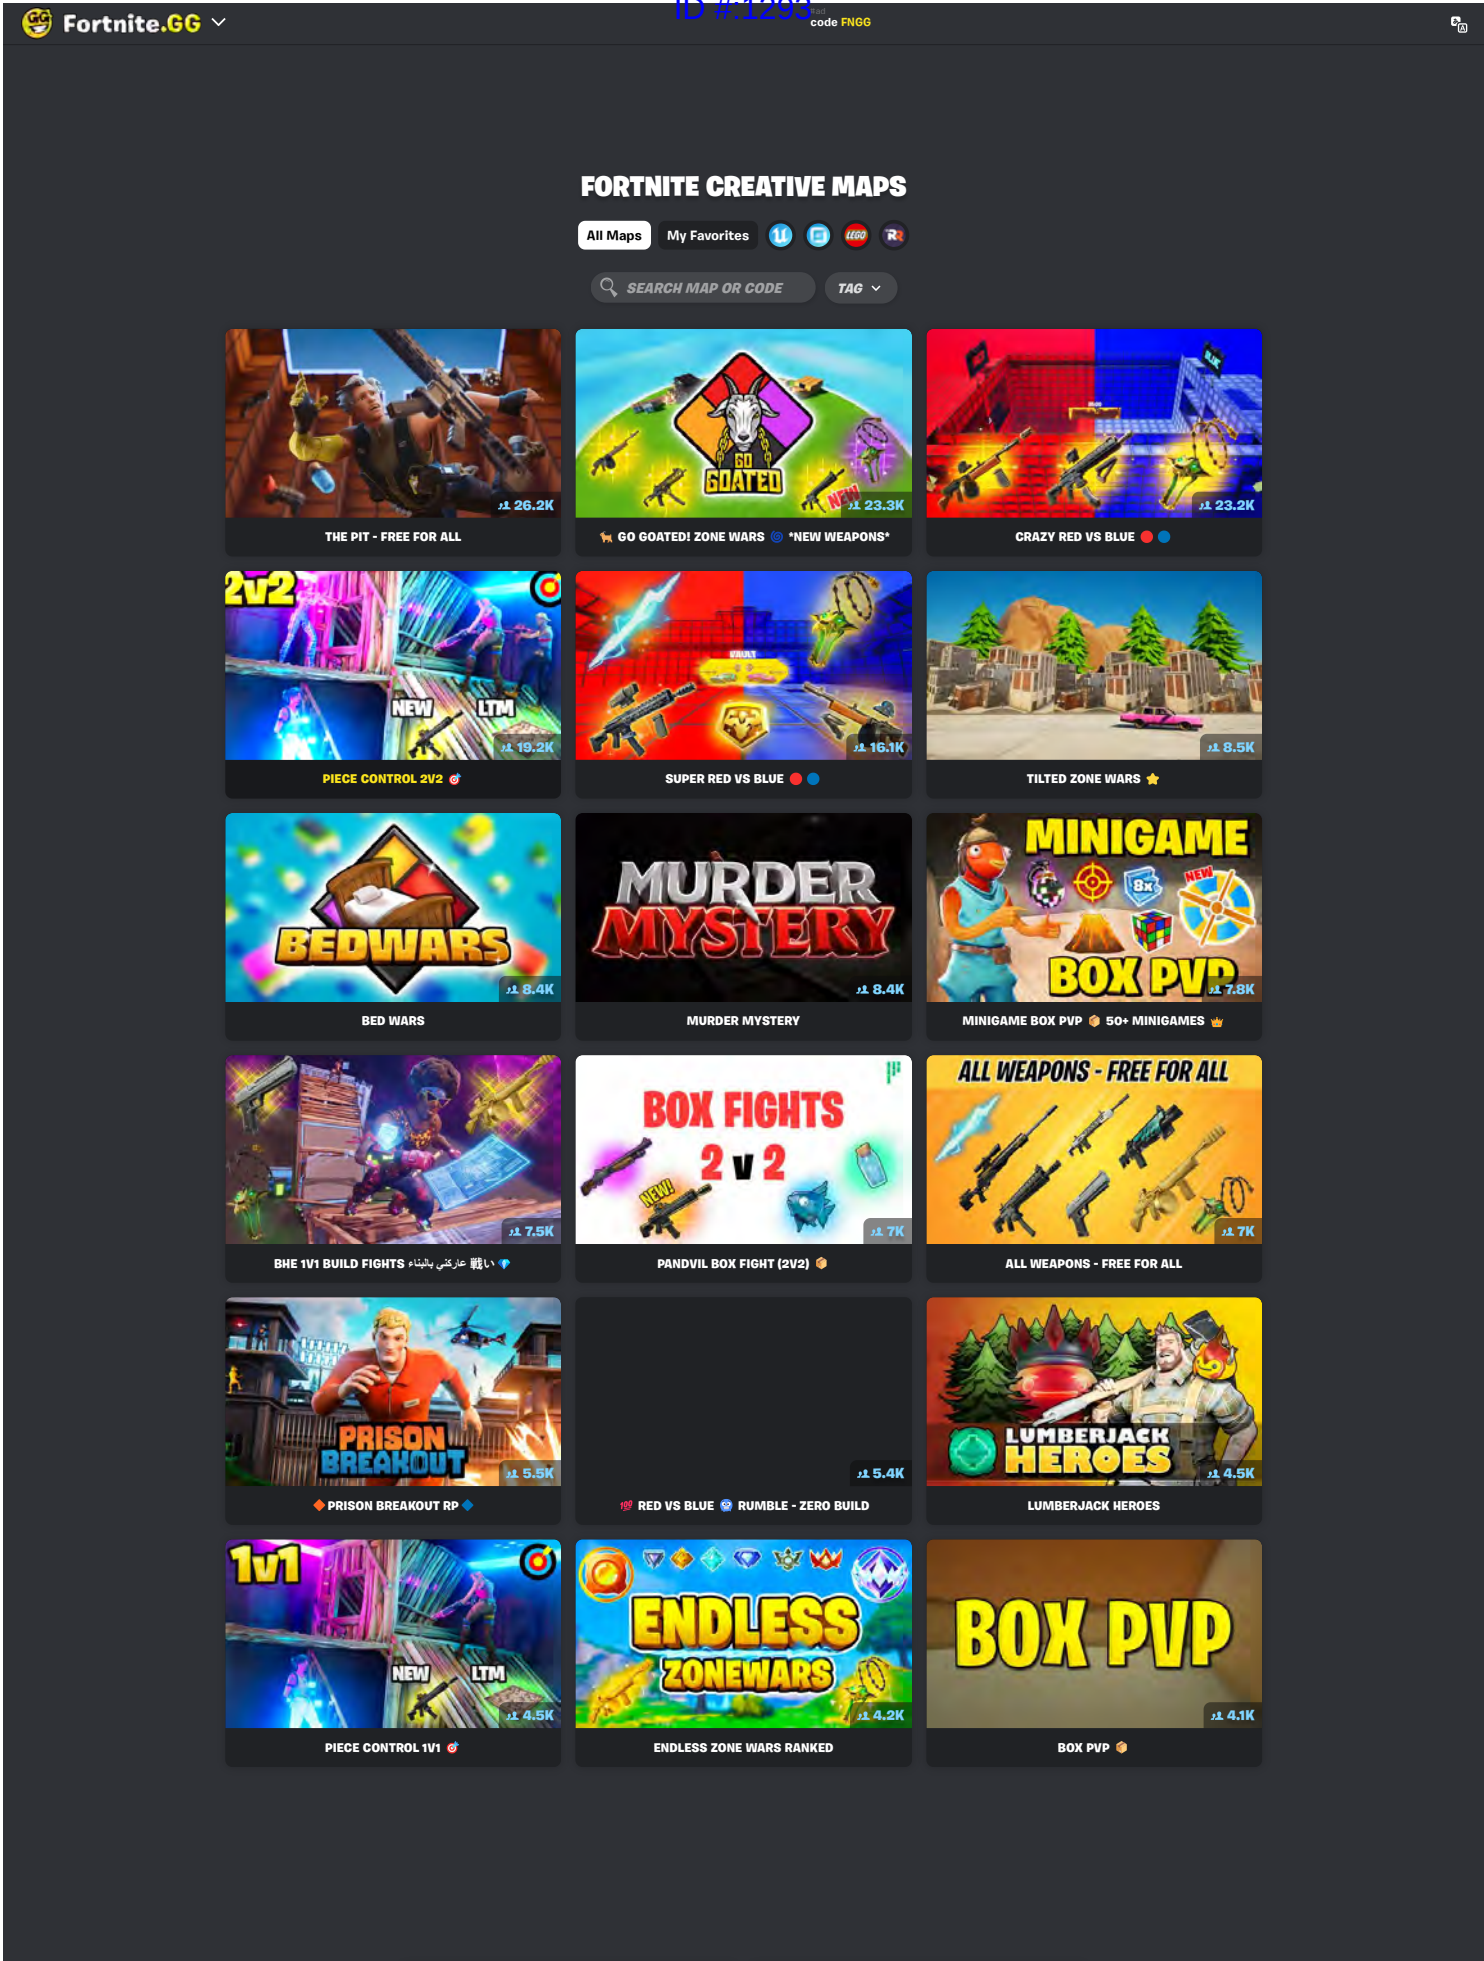 ID #:1293
Fortnite.GG
#ad
code FNGG
FORTNITE CREATIVE MAPS
All Maps
My Favorites
LEGO
SEARCH MAP OR CODE
TAG
GO
GOATED
NEW
BLUE
26.2K
23.3K
23.2K
THE PIT - FREE FOR ALL
🐐 GO GOATED! ZONE WARS 🌀 *NEW WEAPONS*
CRAZY RED VS BLUE 🔴 🔵
2v2
NEW LTM
VAULT
19.2K
16.1K
8.5K
PIECE CONTROL 2V2 🎯
SUPER RED VS BLUE 🔴 🔵
TILTED ZONE WARS ⭐
BEDWARS
MURDER
MYSTERY
MINIGAME
8x
NEW
BOX PVP
8.4K
8.4K
7.8K
BED WARS
MURDER MYSTERY
MINIGAME BOX PVP 📦 50+ MINIGAMES 👑
BOX FIGHTS
2 v 2
NEW!
ALL WEAPONS - FREE FOR ALL
7.5K
7K
7K
BHE 1V1 BUILD FIGHTS عاركني بالبناء 戦い 💎
PANDVIL BOX FIGHT (2V2) 📦
ALL WEAPONS - FREE FOR ALL
PRISON
BREAKOUT
LUMBERJACK
HEROES
5.5K
5.4K
4.5K
🔶 PRISON BREAKOUT RP 🔷
💯 RED VS BLUE 🥶 RUMBLE - ZERO BUILD
LUMBERJACK HEROES
1v1
NEW LTM
ENDLESS
ZONEWARS
BOX PVP
4.5K
4.2K
4.1K
PIECE CONTROL 1V1 🎯
ENDLESS ZONE WARS RANKED
BOX PVP 📦